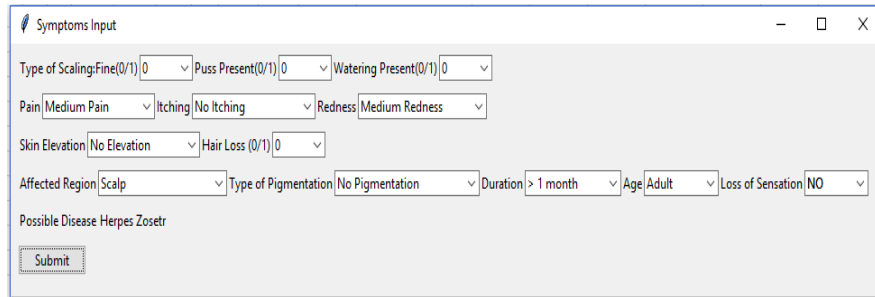 Symptoms Input
Type of Scaling:Fine(0/1) 0 Puss Present(0/1) 0 Watering Present(0/1) 0
Pain Medium Pain Itching No Itching Redness Medium Redness
Skin Elevation No Elevation Hair Loss (0/1) 0
Affected Region Scalp Type of Pigmentation No Pigmentation Duration > 1 month Age Adult Loss of Sensation NO
Possible Disease Herpes Zosetr
Submit